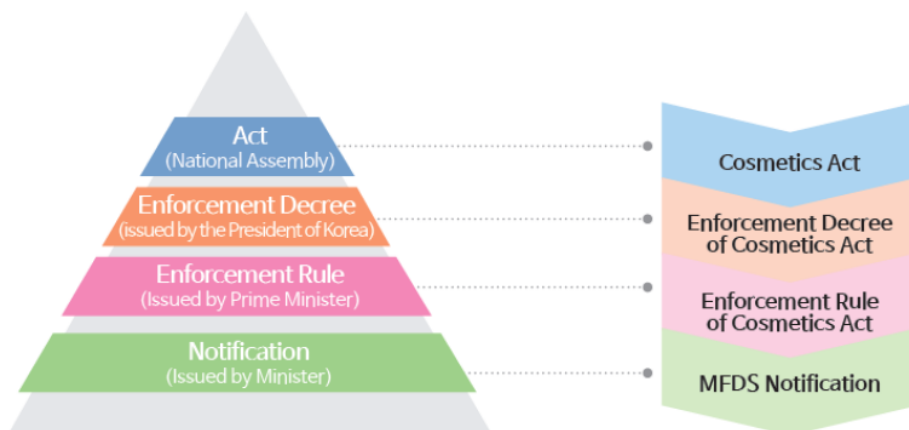 Act
(National Assembly)
Enforcement Decree
(issued by the President of Korea)
Enforcement Rule
(Issued by Prime Minister)
Notification
(Issued by Minister)
Cosmetics Act
Enforcement Decree
of Cosmetics Act
Enforcement Rule
of Cosmetics Act
MFDS Notification